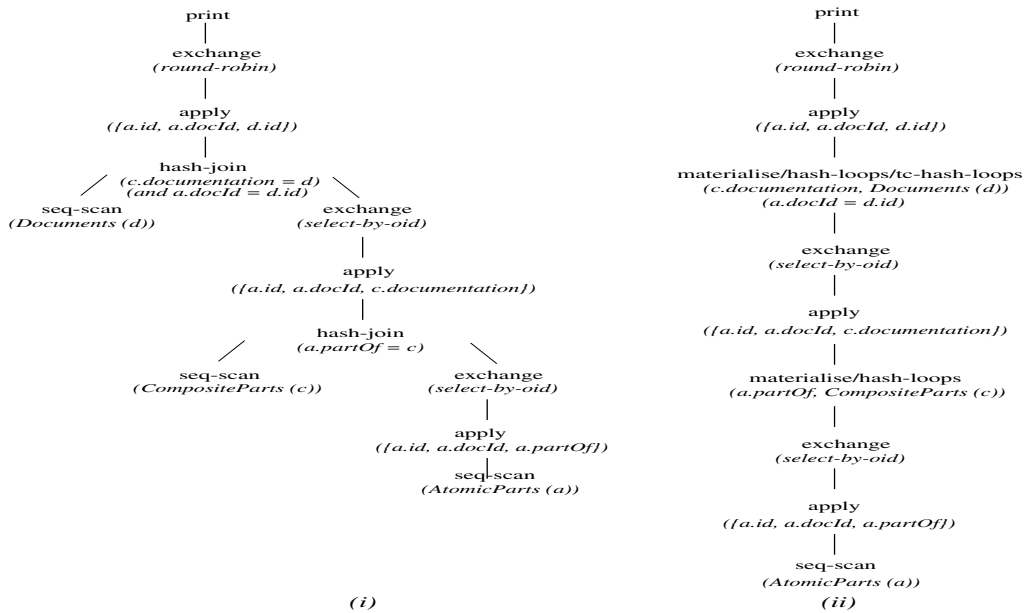 print
exchange
(round-robin)
apply
({a.id, a.docId, d.id})
hash-join
(c.documentation = d)
(and a.docId = d.id)
seq-scan
(Documents (d))
exchange
(select-by-oid)
apply
({a.id, a.docId, c.documentation})
hash-join
(a.partOf = c)
seq-scan
(CompositeParts (c))
exchange
(select-by-oid)
apply
({a.id, a.docId, a.partOf})
seq-scan
(AtomicParts (a))
(i)
print
exchange
(round-robin)
apply
({a.id, a.docId, d.id})
materialise/hash-loops/tc-hash-loops
(c.documentation, Documents (d))
(a.docId = d.id)
exchange
(select-by-oid)
apply
({a.id, a.docId, c.documentation})
materialise/hash-loops
(a.partOf, CompositeParts (c))
exchange
(select-by-oid)
apply
({a.id, a.docId, a.partOf})
seq-scan
(AtomicParts (a))
(ii)